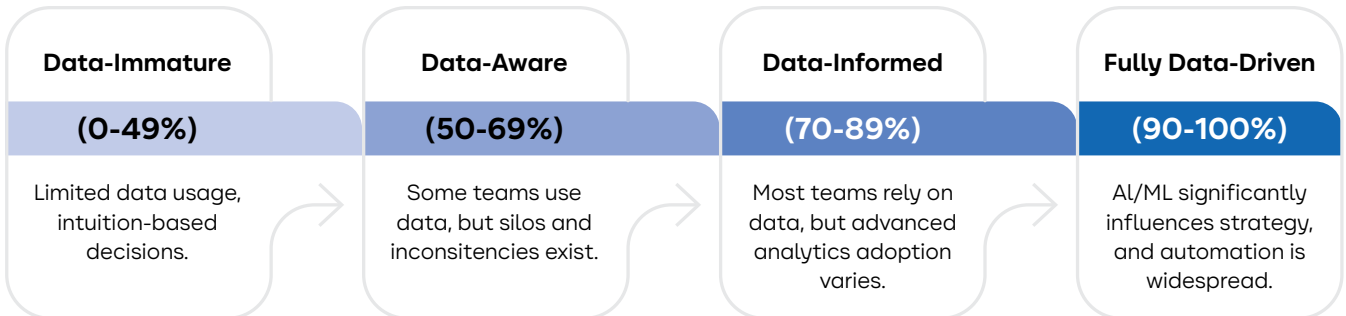 Data-Immature
(0-49%)
Limited data usage,
intuition-based
decisions.
Data-Aware
(50-69%)
Some teams use
data, but silos and
inconsitencies exist.
Data-Informed
(70-89%)
Most teams rely on
data, but advanced
analytics adoption
varies.
Fully Data-Driven
(90-100%)
AI/ML significantly
influences strategy,
and automation is
widespread.